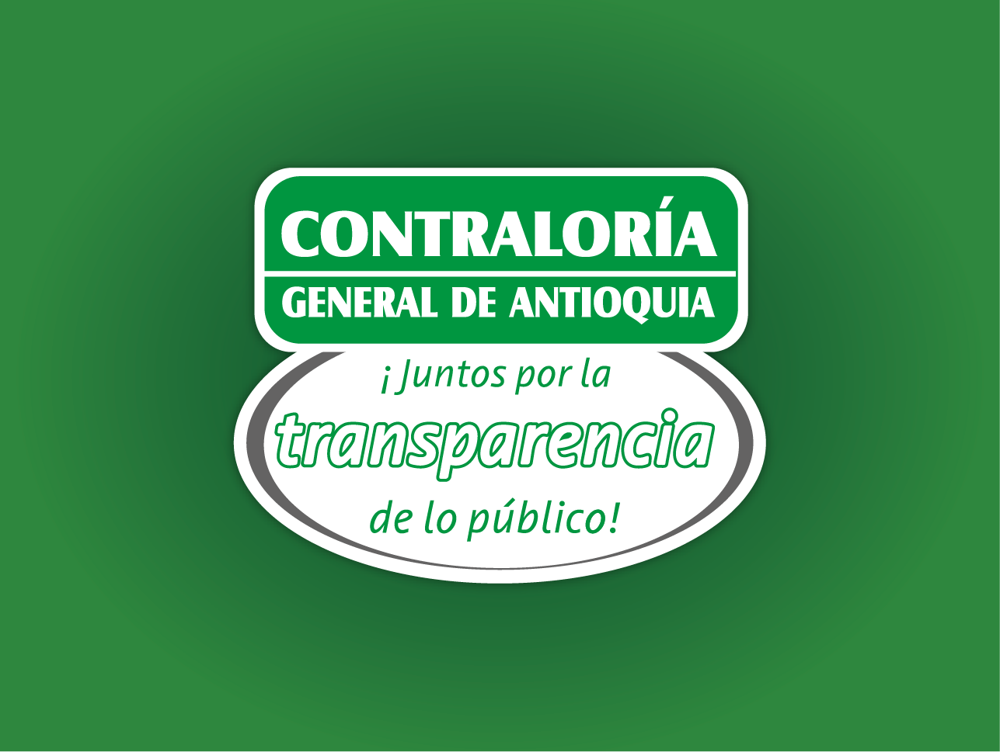 CONTRALORÍA
GENERAL DE ANTIOQUIA
¡Juntos por la
transparencia
de lo público!